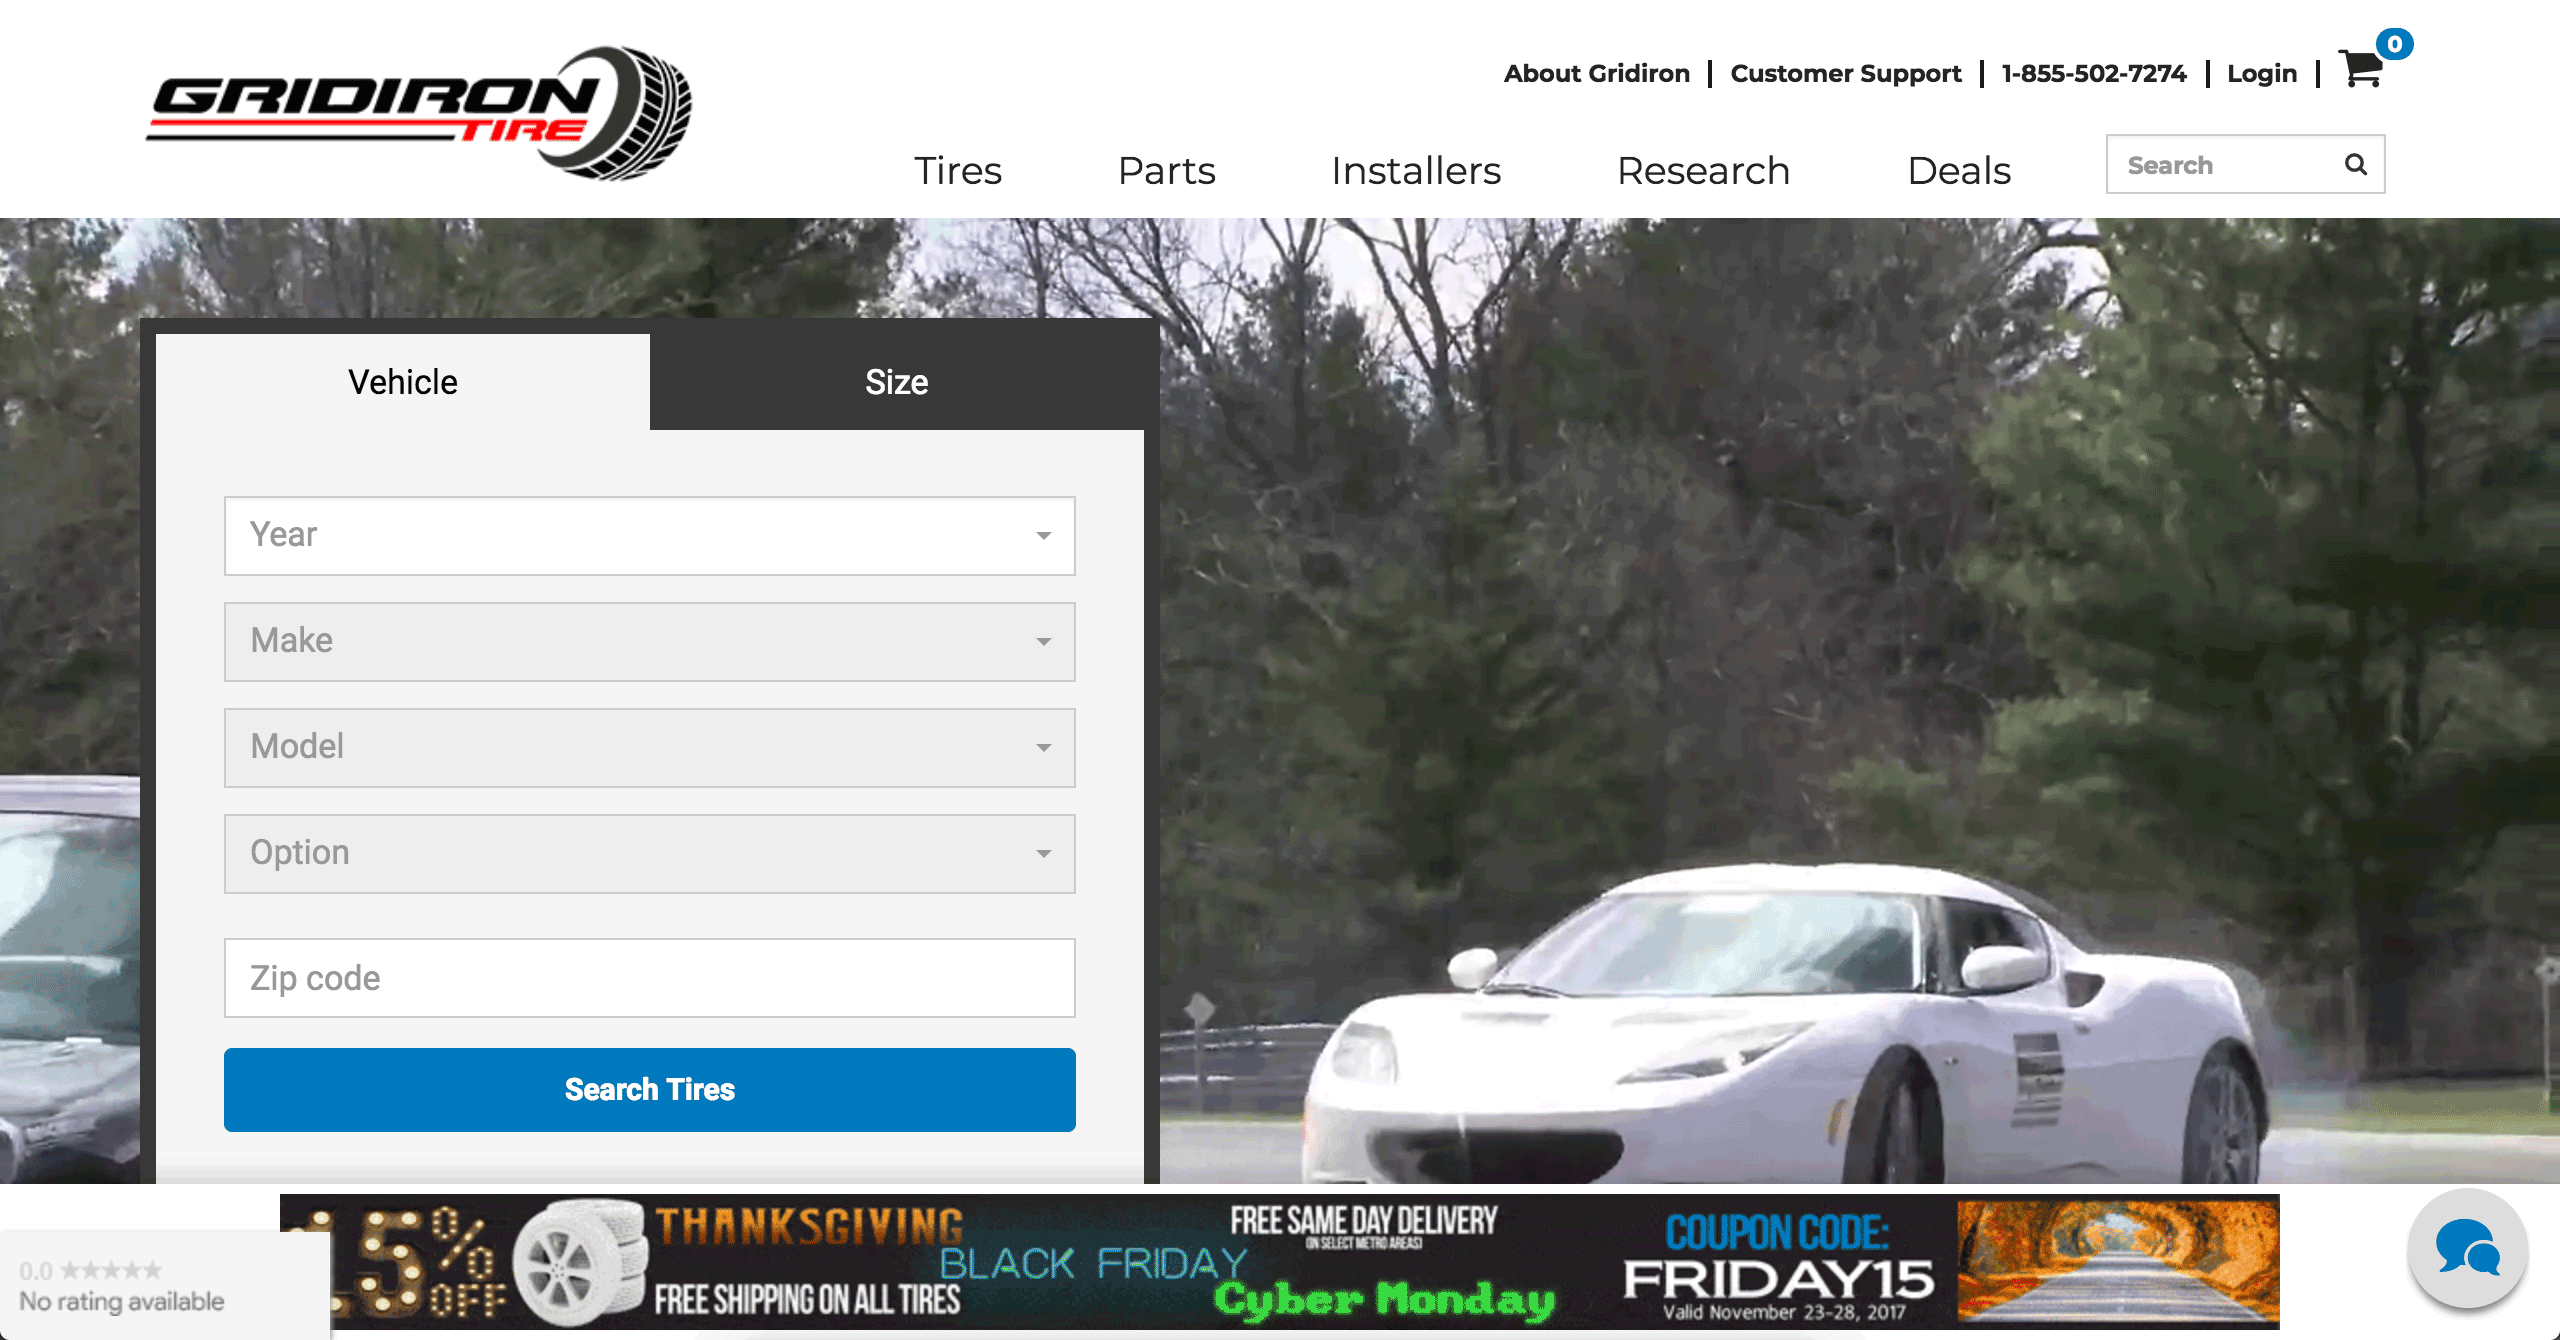 GRIDIRON
TIRE
About Gridiron | Customer Support | 1-855-502-7274 | Login |
0
Tires
Parts
Installers
Research
Deals
Search
Vehicle
Size
Year
Make
Model
Option
Zip code
Search Tires
0.0
No rating available
15% OFF
THANKSGIVING
FREE SHIPPING ON ALL TIRES
BLACK FRIDAY
FREE SAME DAY DELIVERY
ON SELECT METRO AREAS!
Cyber Monday
COUPON CODE:
FRIDAY15
Valid November 23-28, 2017